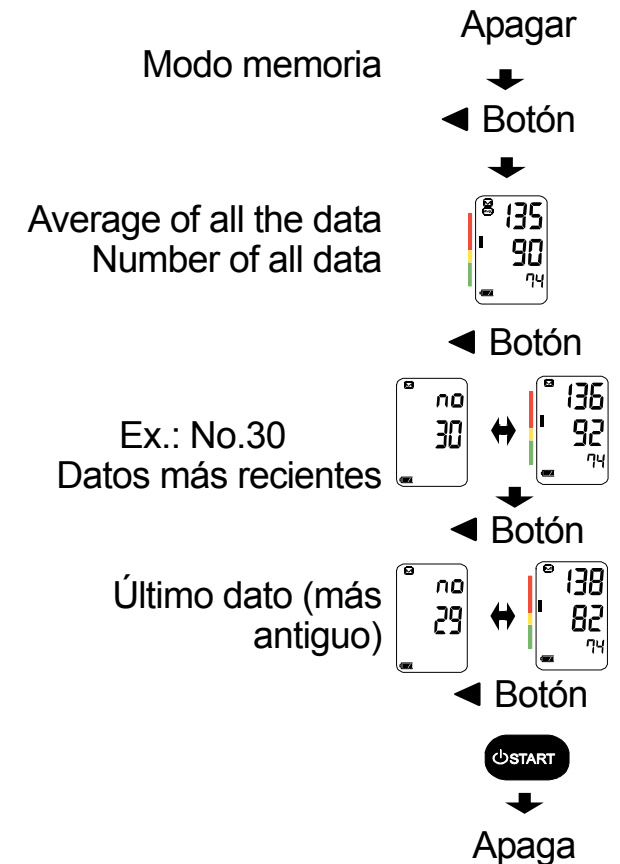 Apagar
Modo memoria
◄ Botón
Average of all the data
Number of all data
135
90
74
◄ Botón
Ex.: No.30
Datos más recientes
no
30
136
92
74
◄ Botón
Último dato (más
antiguo)
no
29
138
82
74
◄ Botón
START
Apaga